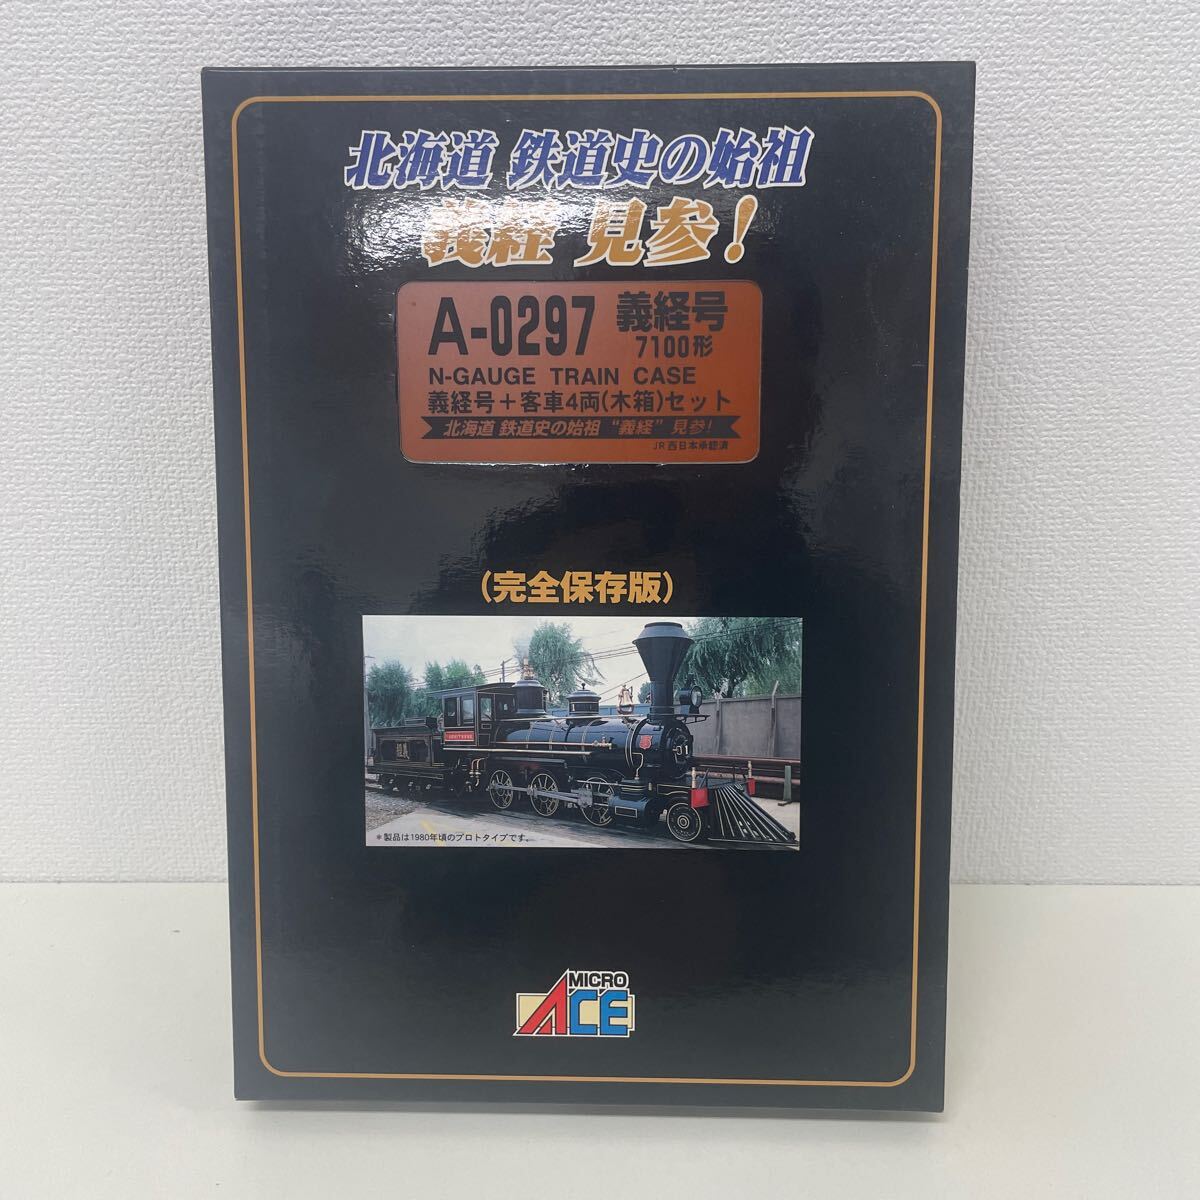 北海道 鉄道史の始祖
義経 見参!
A-0297 義経号
7100形
N-GAUGE TRAIN CASE
義経号+客車4両(木箱)セット
北海道 鉄道史の始祖 "義経" 見参!
JR西日本承認済
(完全保存版)
*製品は1980年頃のプロトタイプです。
MICRO
ACE